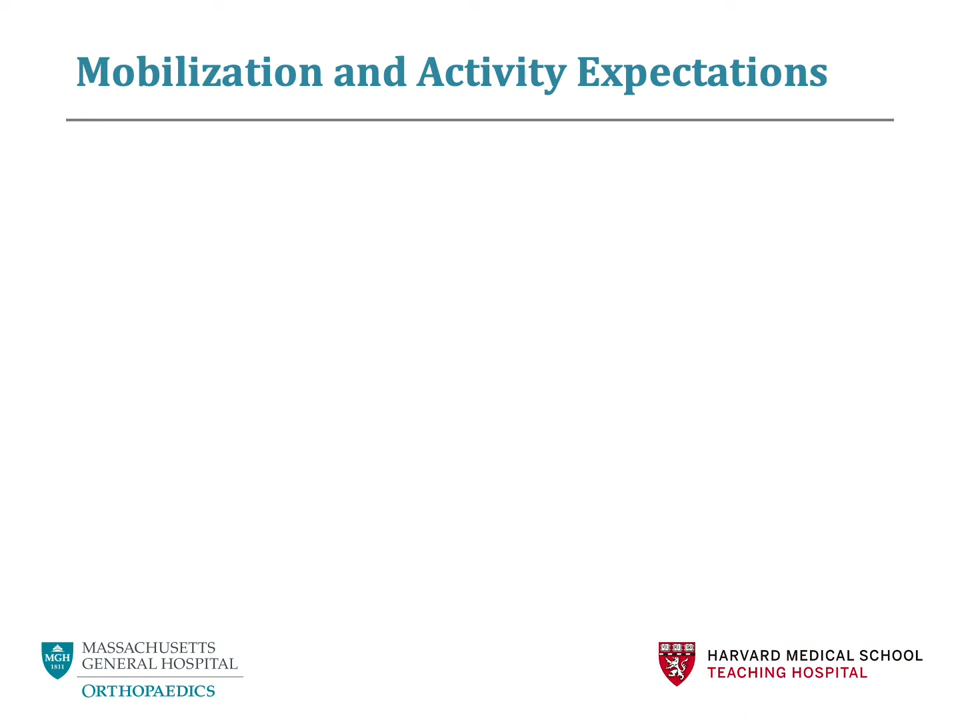 Mobilization and Activity Expectations
MGH
1811
MASSACHUSETTS
GENERAL HOSPITAL
ORTHOPAEDICS
HARVARD MEDICAL SCHOOL
TEACHING HOSPITAL